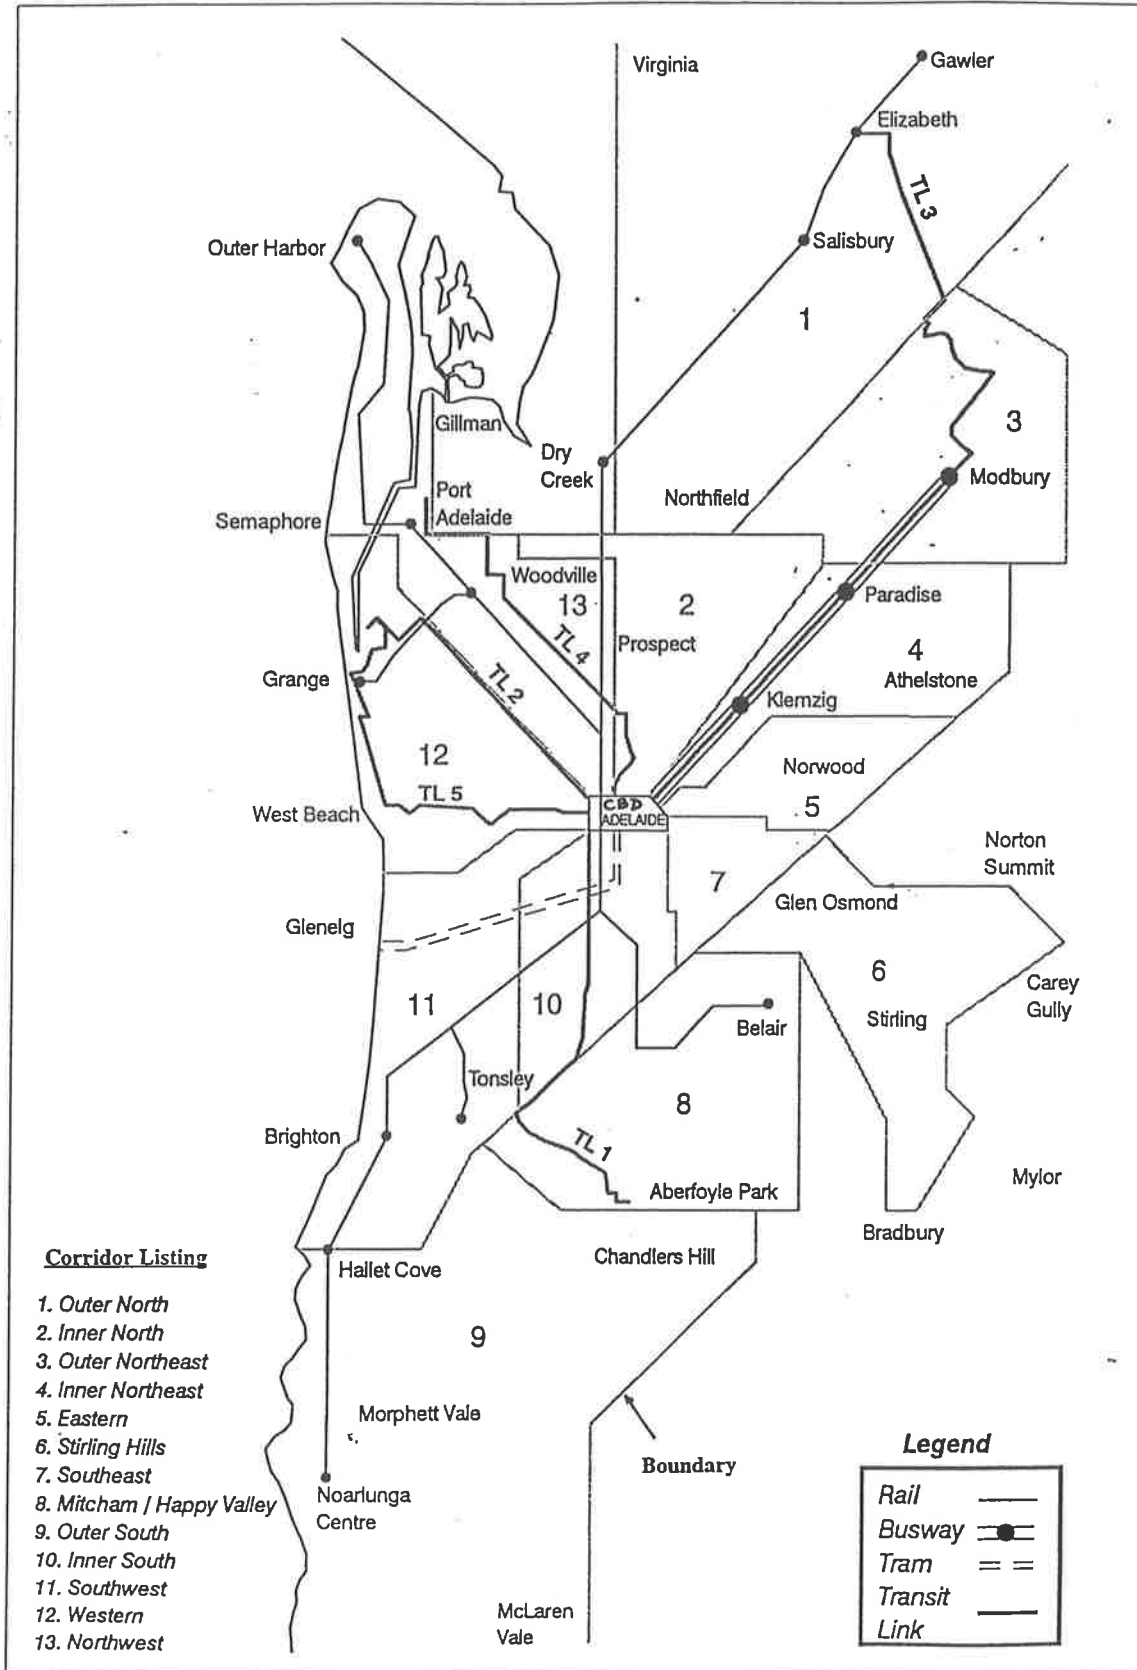 Virginia
Gawler
Elizabeth
TL 3
Outer Harbor
Salisbury
1
Gillman
3
Dry
Creek
Port
Adelaide
Northfield
Modbury
Semaphore
Woodville
13
2
Paradise
TL 4
Prospect
4
Athelstone
Grange
TL 2
Klemzig
12
Norwood
TL 5
5
West Beach
CBD
ADELAIDE
Norton
Summit
7
Glen Osmond
Glenelg
6
Carey
Gully
11
10
Stirling
Belair
Tonsley
8
Brighton
TL 1
Mylor
Aberfoyle Park
Bradbury
Chandlers Hill
Hallet Cove
Corridor Listing
1. Outer North
2. Inner North
3. Outer Northeast
4. Inner Northeast
5. Eastern
6. Stirling Hills
7. Southeast
8. Mitcham / Happy Valley
9. Outer South
10. Inner South
11. Southwest
12. Western
13. Northwest
9
Morphett Vale
Boundary
Noarlunga
Centre
McLaren
Vale
Legend
Rail
Busway
Tram
Transit
Link